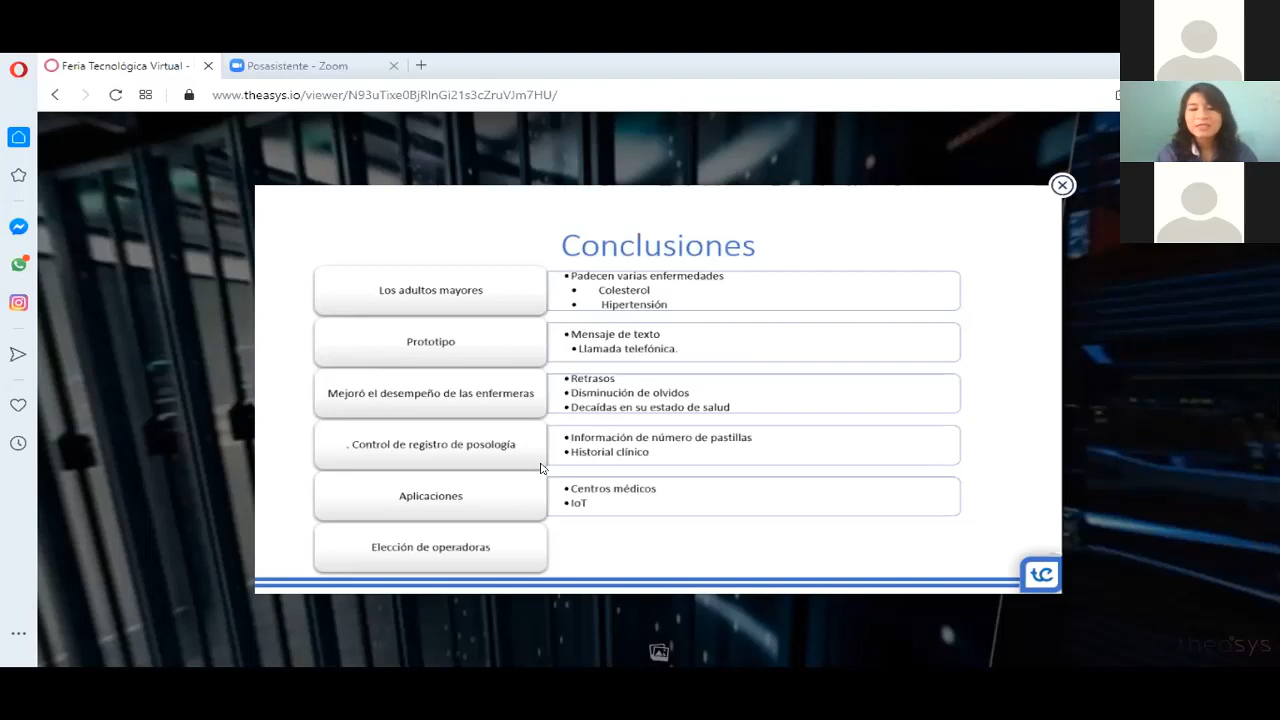 Feria Tecnológica Virtual -
Posasistente - Zoom
www.theasys.io/viewer/N93uTixe0BjRlnGi21s3cZruVJm7HU/
Conclusiones
Los adultos mayores
•Padecen varias enfermedades
• Colesterol
• Hipertensión
Prototipo
•Mensaje de texto
•Llamada telefónica.
Mejoró el desempeño de las enfermeras
•Retrasos
•Disminución de olvidos
•Decaídas en su estado de salud
. Control de registro de posología
•Información de número de pastillas
•Historial clínico
Aplicaciones
•Centros médicos
•IoT
Elección de operadoras
tc
theasys